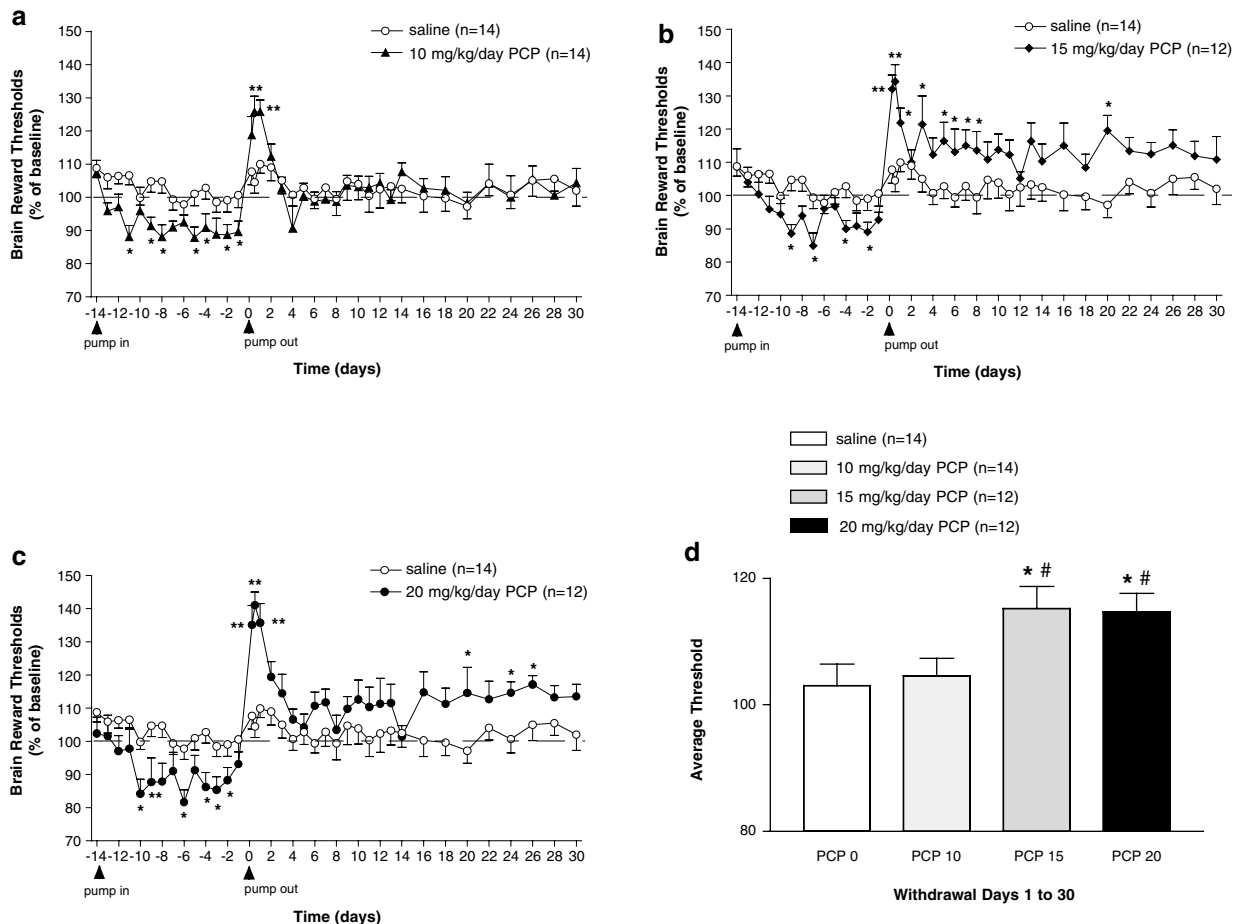 a
saline (n=14)
10 mg/kg/day PCP (n=14)
Brain Reward Thresholds
(% of baseline)
150
140
130
120
110
100
90
80
70
**
**
* * * * * * *
-14 -12 -10 -8 -6 -4 -2 0 2 4 6 8 10 12 14 16 18 20 22 24 26 28 30
pump in
pump out
Time (days)
b
saline (n=14)
15 mg/kg/day PCP (n=12)
Brain Reward Thresholds
(% of baseline)
150
140
130
120
110
100
90
80
70
**
**
* * * * * * *
* * * *
-14 -12 -10 -8 -6 -4 -2 0 2 4 6 8 10 12 14 16 18 20 22 24 26 28 30
pump in
pump out
Time (days)
c
saline (n=14)
20 mg/kg/day PCP (n=12)
Brain Reward Thresholds
(% of baseline)
150
140
130
120
110
100
90
80
70
**
** **
* * *
* ** * * * *
-14 -12 -10 -8 -6 -4 -2 0 2 4 6 8 10 12 14 16 18 20 22 24 26 28 30
pump in
pump out
Time (days)
saline (n=14)
10 mg/kg/day PCP (n=14)
15 mg/kg/day PCP (n=12)
20 mg/kg/day PCP (n=12)
d
Average Threshold
120
100
80
* #
* #
PCP 0 PCP 10 PCP 15 PCP 20
Withdrawal Days 1 to 30